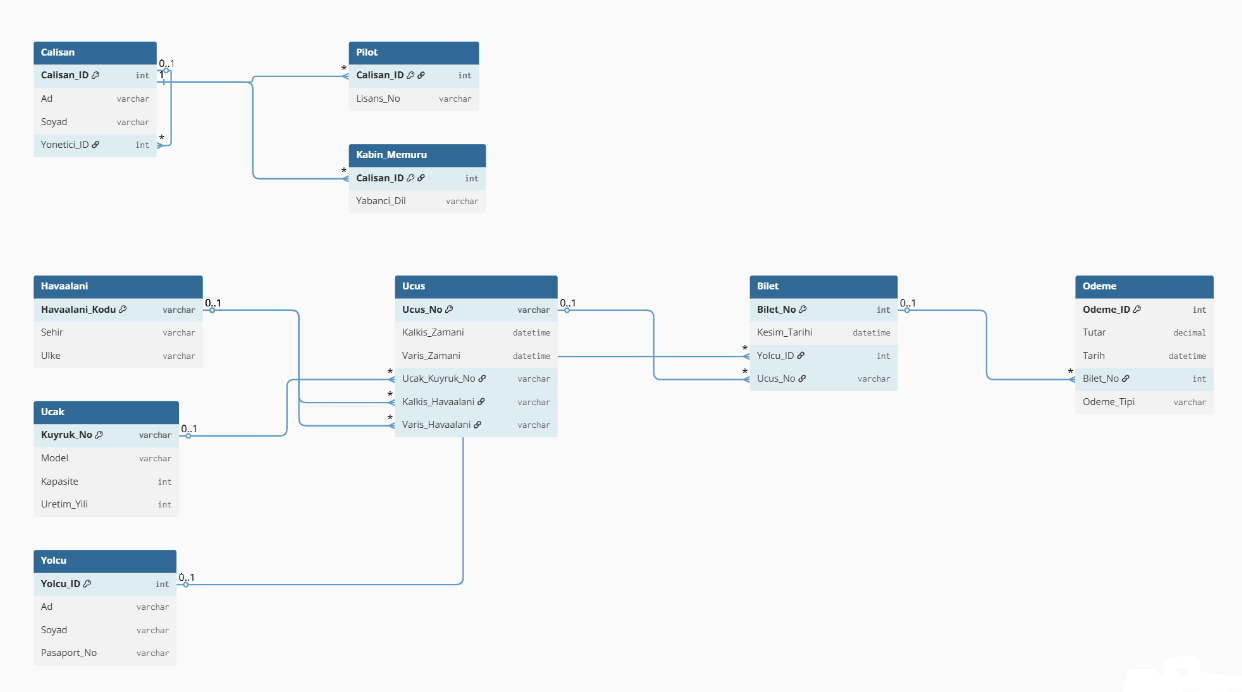 Calisan
Calisan_ID int
Ad varchar
Soyad varchar
Yonetici_ID int
0..1
1
*
Pilot
* Calisan_ID int
Lisans_No varchar
Kabin_Memuru
* Calisan_ID int
Yabanci_Dil varchar
Havaalani
Havaalani_Kodu varchar 0..1
Sehir varchar
Ulke varchar
Ucak
Kuyruk_No varchar 0..1
Model varchar
Kapasite int
Uretim_Yili int
Yolcu
Yolcu_ID int 0..1
Ad varchar
Soyad varchar
Pasaport_No varchar
Ucus
Ucus_No varchar 0..1
Kalkis_Zamani datetime
Varis_Zamani datetime
* Ucak_Kuyruk_No varchar
* Kalkis_Havaalani varchar
* Varis_Havaalani varchar
Bilet
Bilet_No int 0..1
Kesim_Tarihi datetime
* Yolcu_ID int
* Ucus_No varchar
Odeme
Odeme_ID int
Tutar decimal
Tarih datetime
* Bilet_No int
Odeme_Tipi varchar